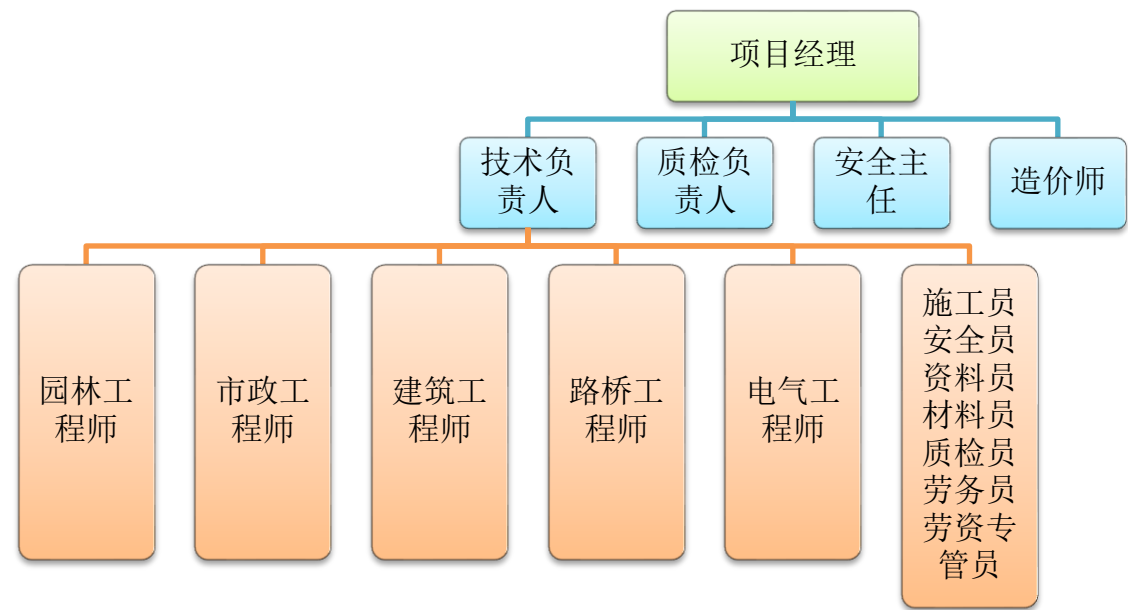 项目经理
技术负
责人
质检负
责人
安全主
任
造价师
园林工
程师
市政工
程师
建筑工
程师
路桥工
程师
电气工
程师
施工员
安全员
资料员
材料员
质检员
劳务员
劳资专
管员